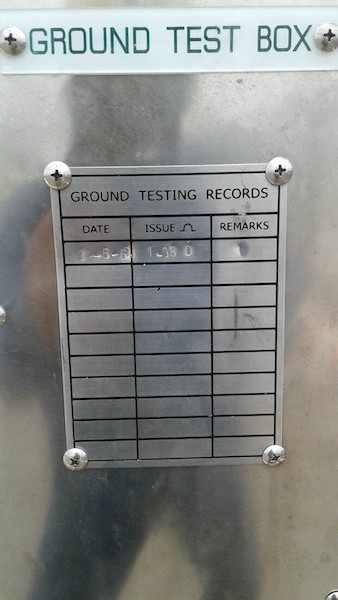 GROUND TEST BOX
GROUND TESTING RECORDS
DATE ISSUE Ω REMARKS